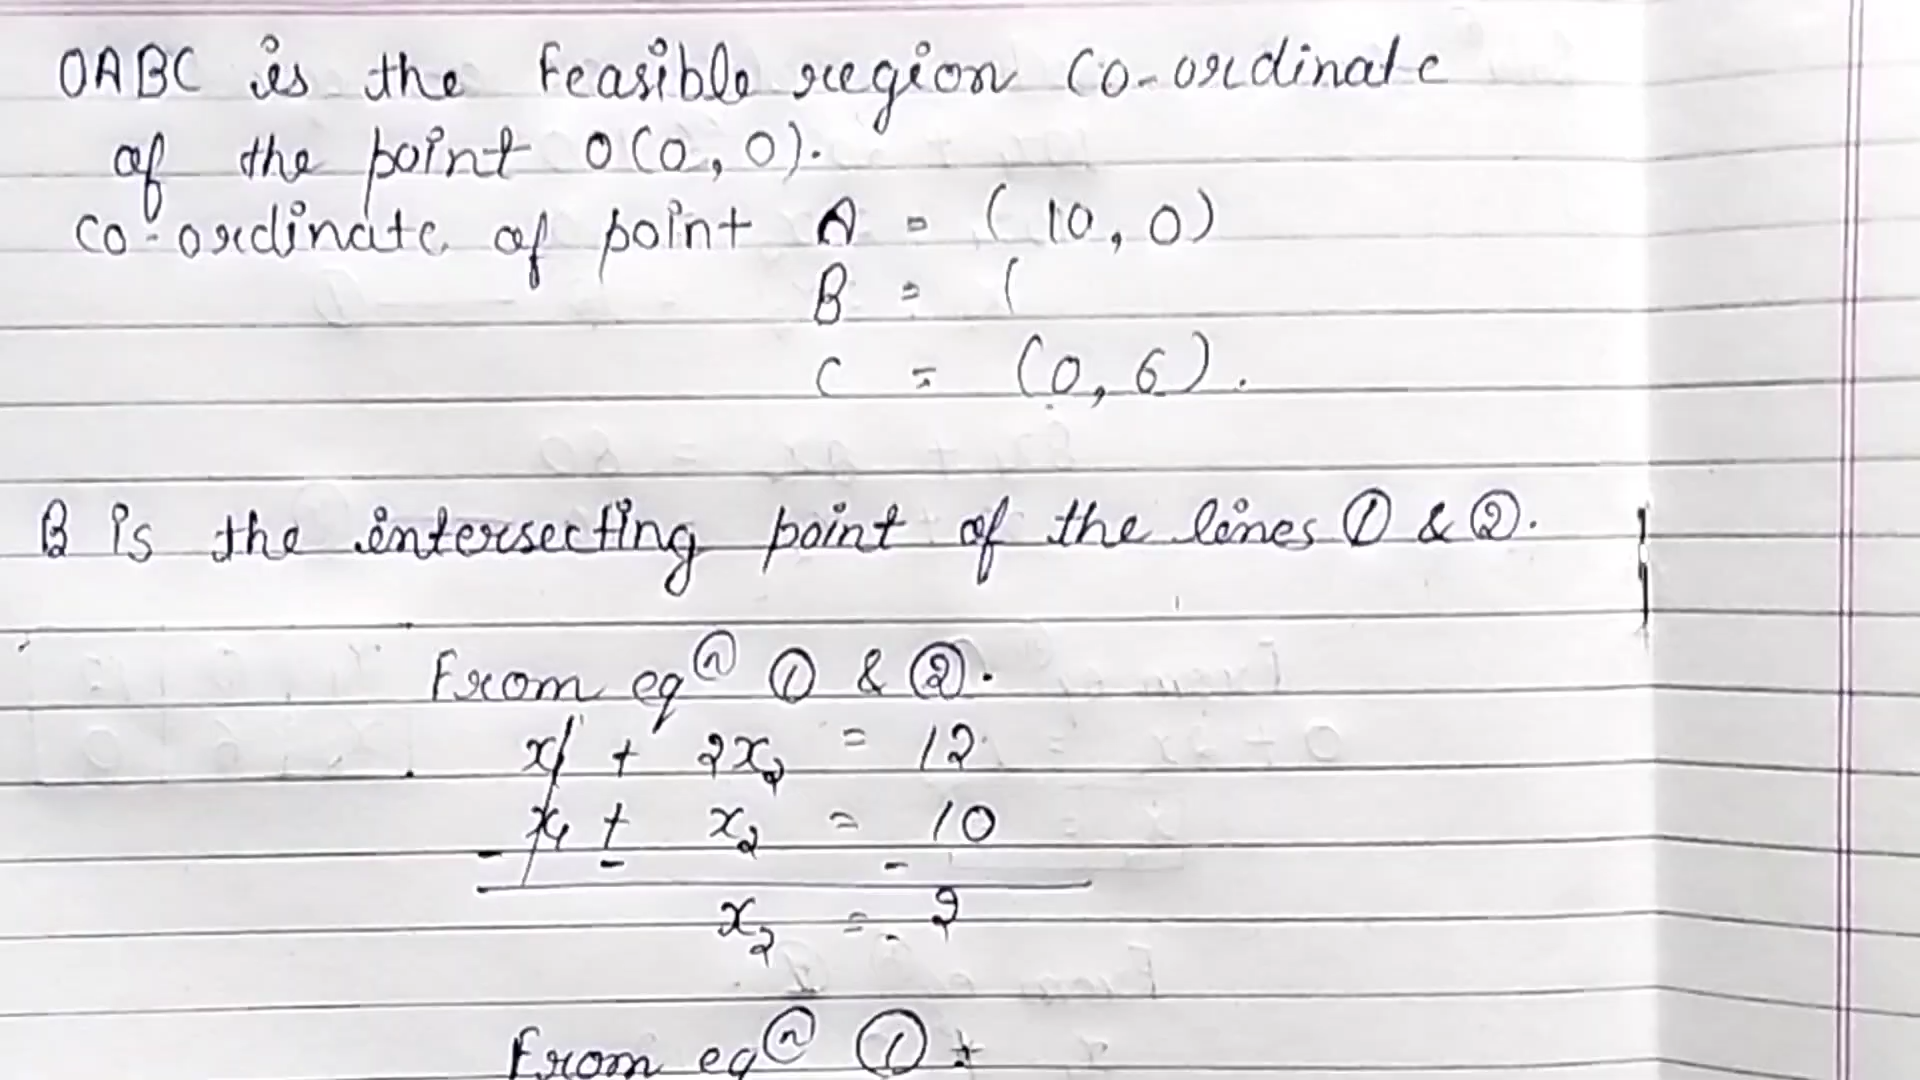 OABC is the Feasible region Co-ordinate
of the point O(0, 0).
Co-ordinate of point A = (10, 0)
B = (
C = (0, 6).
B is the intersecting point of the lines ① & ②.
From eqⓝ ① & ②.
x₁ + 2x₂ = 12
x₁ + x₂ = 10
- - -
x₂ = 2
From eqⓝ ① :